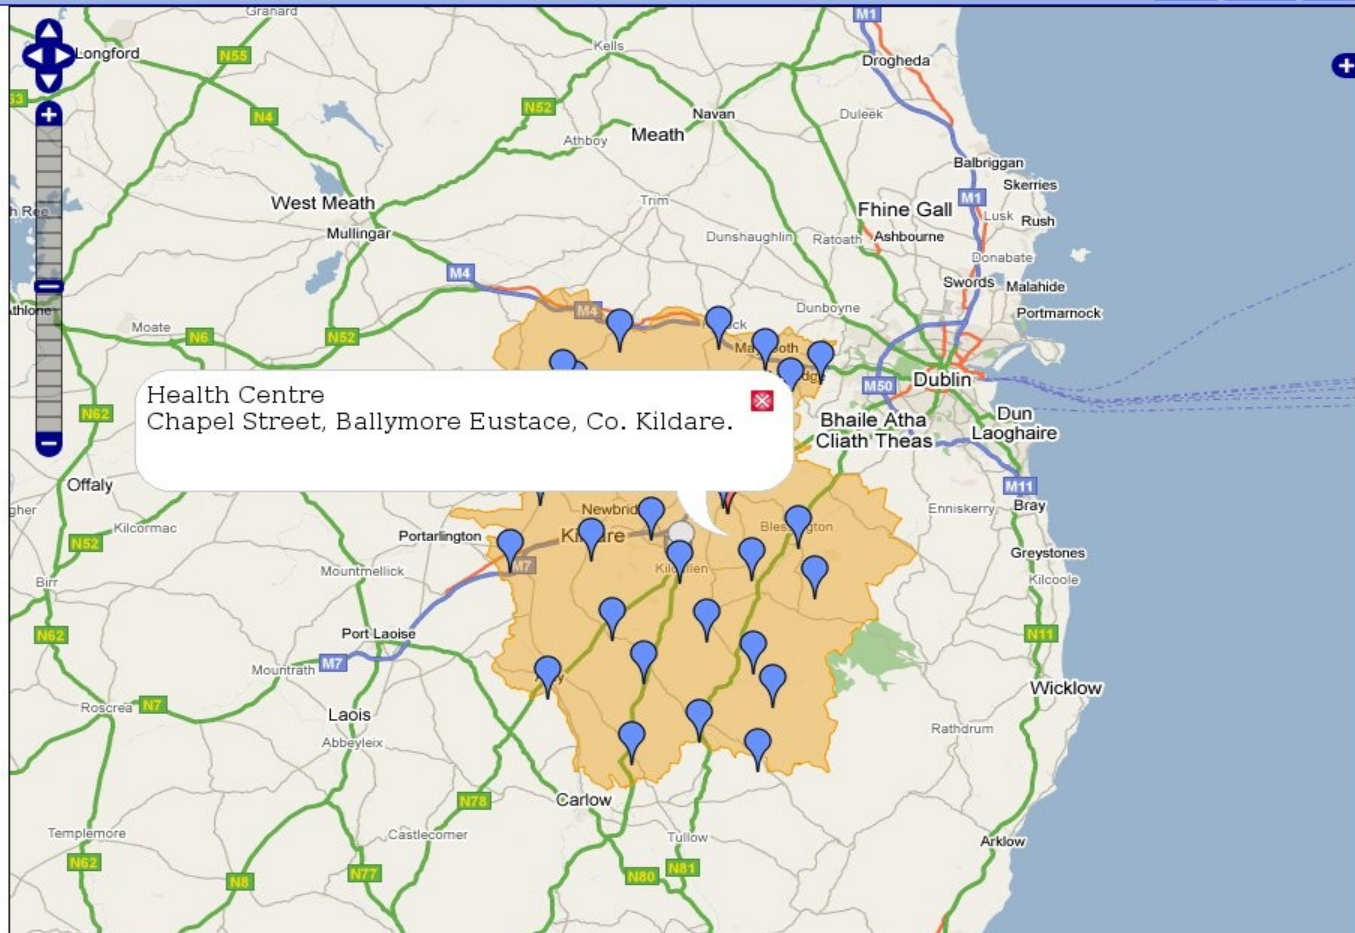 Granard
M1
Longford
N55
Kells
Drogheda
N4
N52
Navan
Duleek
Athboy
Meath
Balbriggan
Skerries
M1
Trim
West Meath
Fhine Gall
Lusk
Rush
Mullingar
Dunshaughlin
Ratoath
Ashbourne
Donabate
M4
Swords
Malahide
M4
Dunboyne
Portmarnock
Moate
N6
N52
M50
Dublin
Health Centre
Chapel Street, Ballymore Eustace, Co. Kildare.
N62
Bhaile Atha
Cliath Theas
Dun
Laoghaire
Offaly
M11
Bray
Enniskerry
Kilcormac
Portarlington
Kildare
N52
M7
Greystones
Kilcoole
Birr
Mountmellick
N62
Port Laoise
N11
Mountrath
M7
Wicklow
Roscrea
N7
Laois
Abbeyleix
Rathdrum
N78
Carlow
Templemore
Castlecomer
Tullow
Arklow
N62
N8
N77
N80
N81